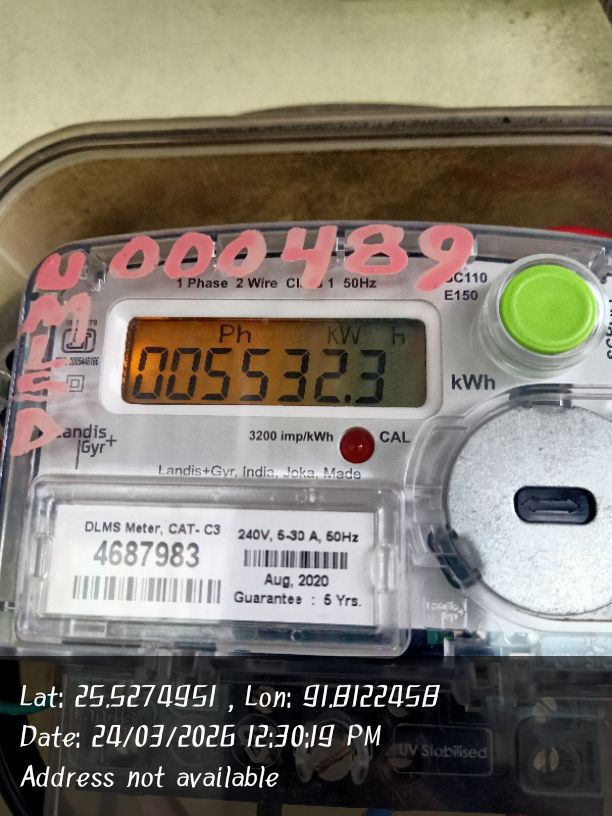 000489
UMLED
1 Phase 2 Wire Class 1 50Hz
E150
Ph kW h
005532.3
kWh
Landis
Gyr+
3200 imp/kWh CAL
Landis+Gyr, India, Joka, Made
DLMS Meter, CAT- C3
4687983
240V, 5-30 A, 50Hz
Aug, 2020
Guarantee : 5 Yrs.
Lat: 25.5274951 , Lon: 91.8122458
Date: 24/03/2026 12:30:19 PM
UV Stabilised
Address not available